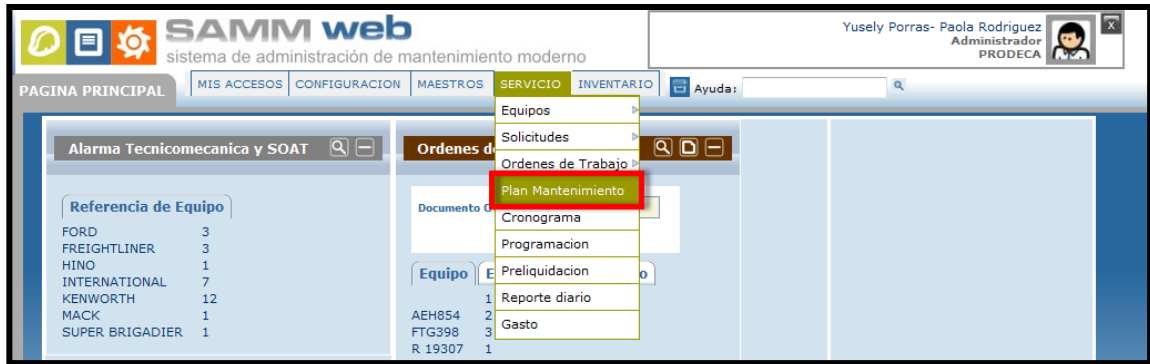 SAMM web
sistema de administración de mantenimiento moderno
Yusely Porras- Paola Rodriguez
Administrador
PRODECA
X
PAGINA PRINCIPAL
MIS ACCESOS CONFIGURACION MAESTROS SERVICIO INVENTARIO Ayuda:
Equipos
Solicitudes
Ordenes de Trabajo
Plan Mantenimiento
Cronograma
Programacion
Preliquidacion
Reporte diario
Gasto
Alarma Tecnicomecanica y SOAT
Referencia de Equipo
FORD 3
FREIGHTLINER 3
HINO 1
INTERNATIONAL 7
KENWORTH 12
MACK 1
SUPER BRIGADIER 1
Ordenes d
Documento O
Equipo E o
1
AEH854 2
FTG398 3
R 19307 1